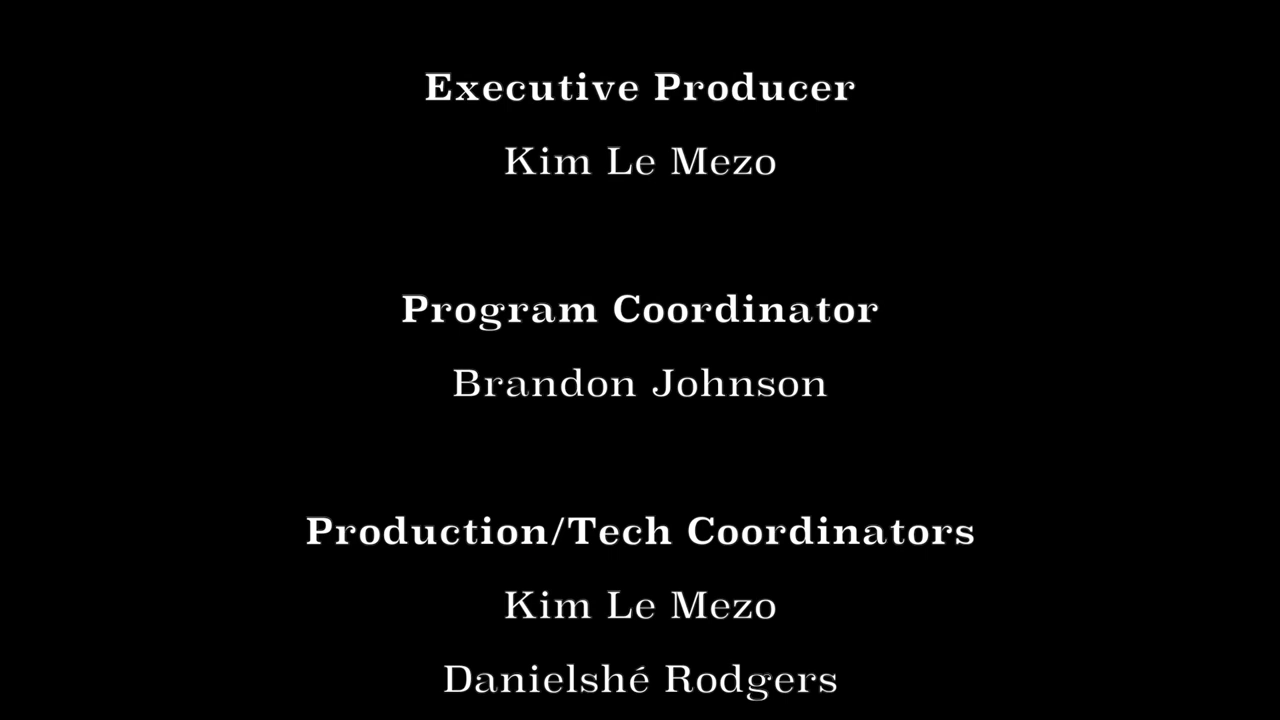 Executive Producer
Kim Le Mezo
Program Coordinator
Brandon Johnson
Production/Tech Coordinators
Kim Le Mezo
Danielshé Rodgers